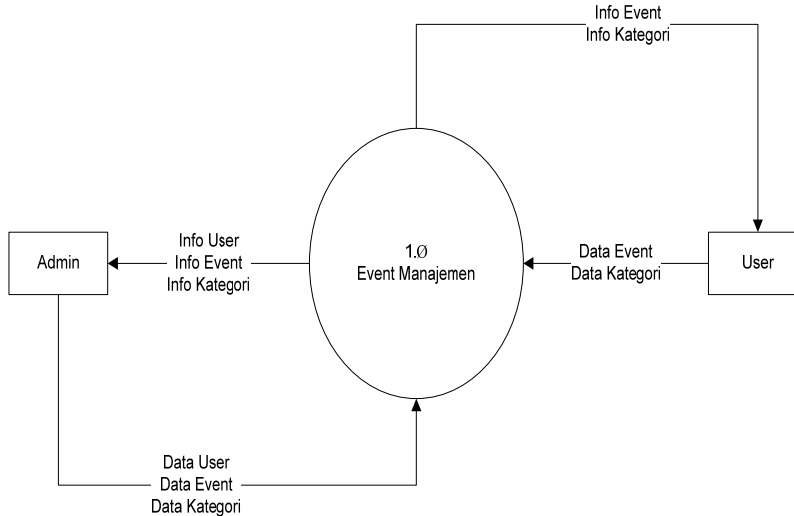 Info Event
Info Kategori
Admin
Info User
Info Event
Info Kategori
1.Ø
Event Manajemen
Data Event
Data Kategori
User
Data User
Data Event
Data Kategori